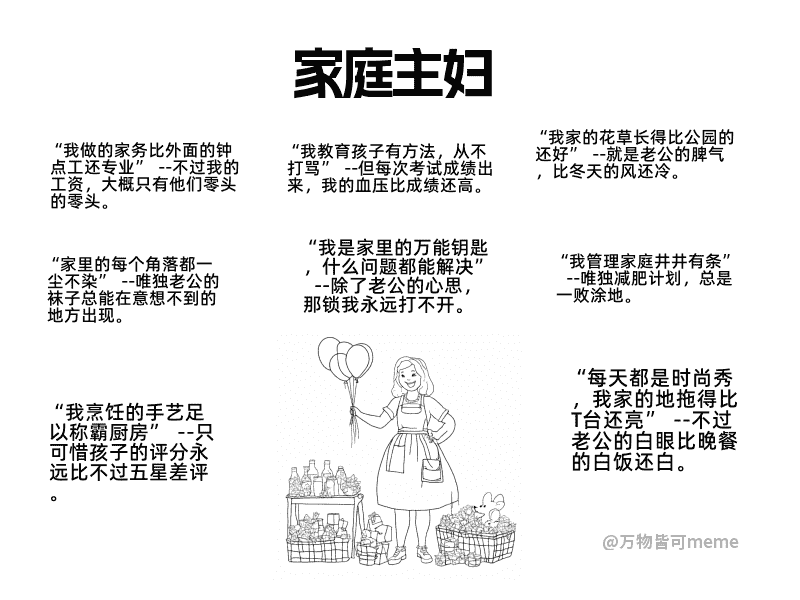 家庭主妇
“我做的家务比外面的钟
点工还专业” --不过我的
工资，大概只有他们零头
的零头。
“我教育孩子有方法，从不
打骂” --但每次考试成绩出
来，我的血压比成绩还高。
“我家的花草长得比公园的
还好” --就是老公的脾气
，比冬天的风还冷。
“家里的每个角落都一
尘不染” --唯独老公的
袜子总能在意想不到的
地方出现。
“我是家里的万能钥匙
，什么问题都能解决”
--除了老公的心思，
那锁我永远打不开。
“我管理家庭井井有条”
--唯独减肥计划，总是
一败涂地。
“我烹饪的手艺足
以称霸厨房” --只
可惜孩子的评分永
远比不过五星差评
。
“每天都是时尚秀
，我家的地拖得比
T台还亮” --不过
老公的白眼比晚餐
的白饭还白。
@万物皆可meme